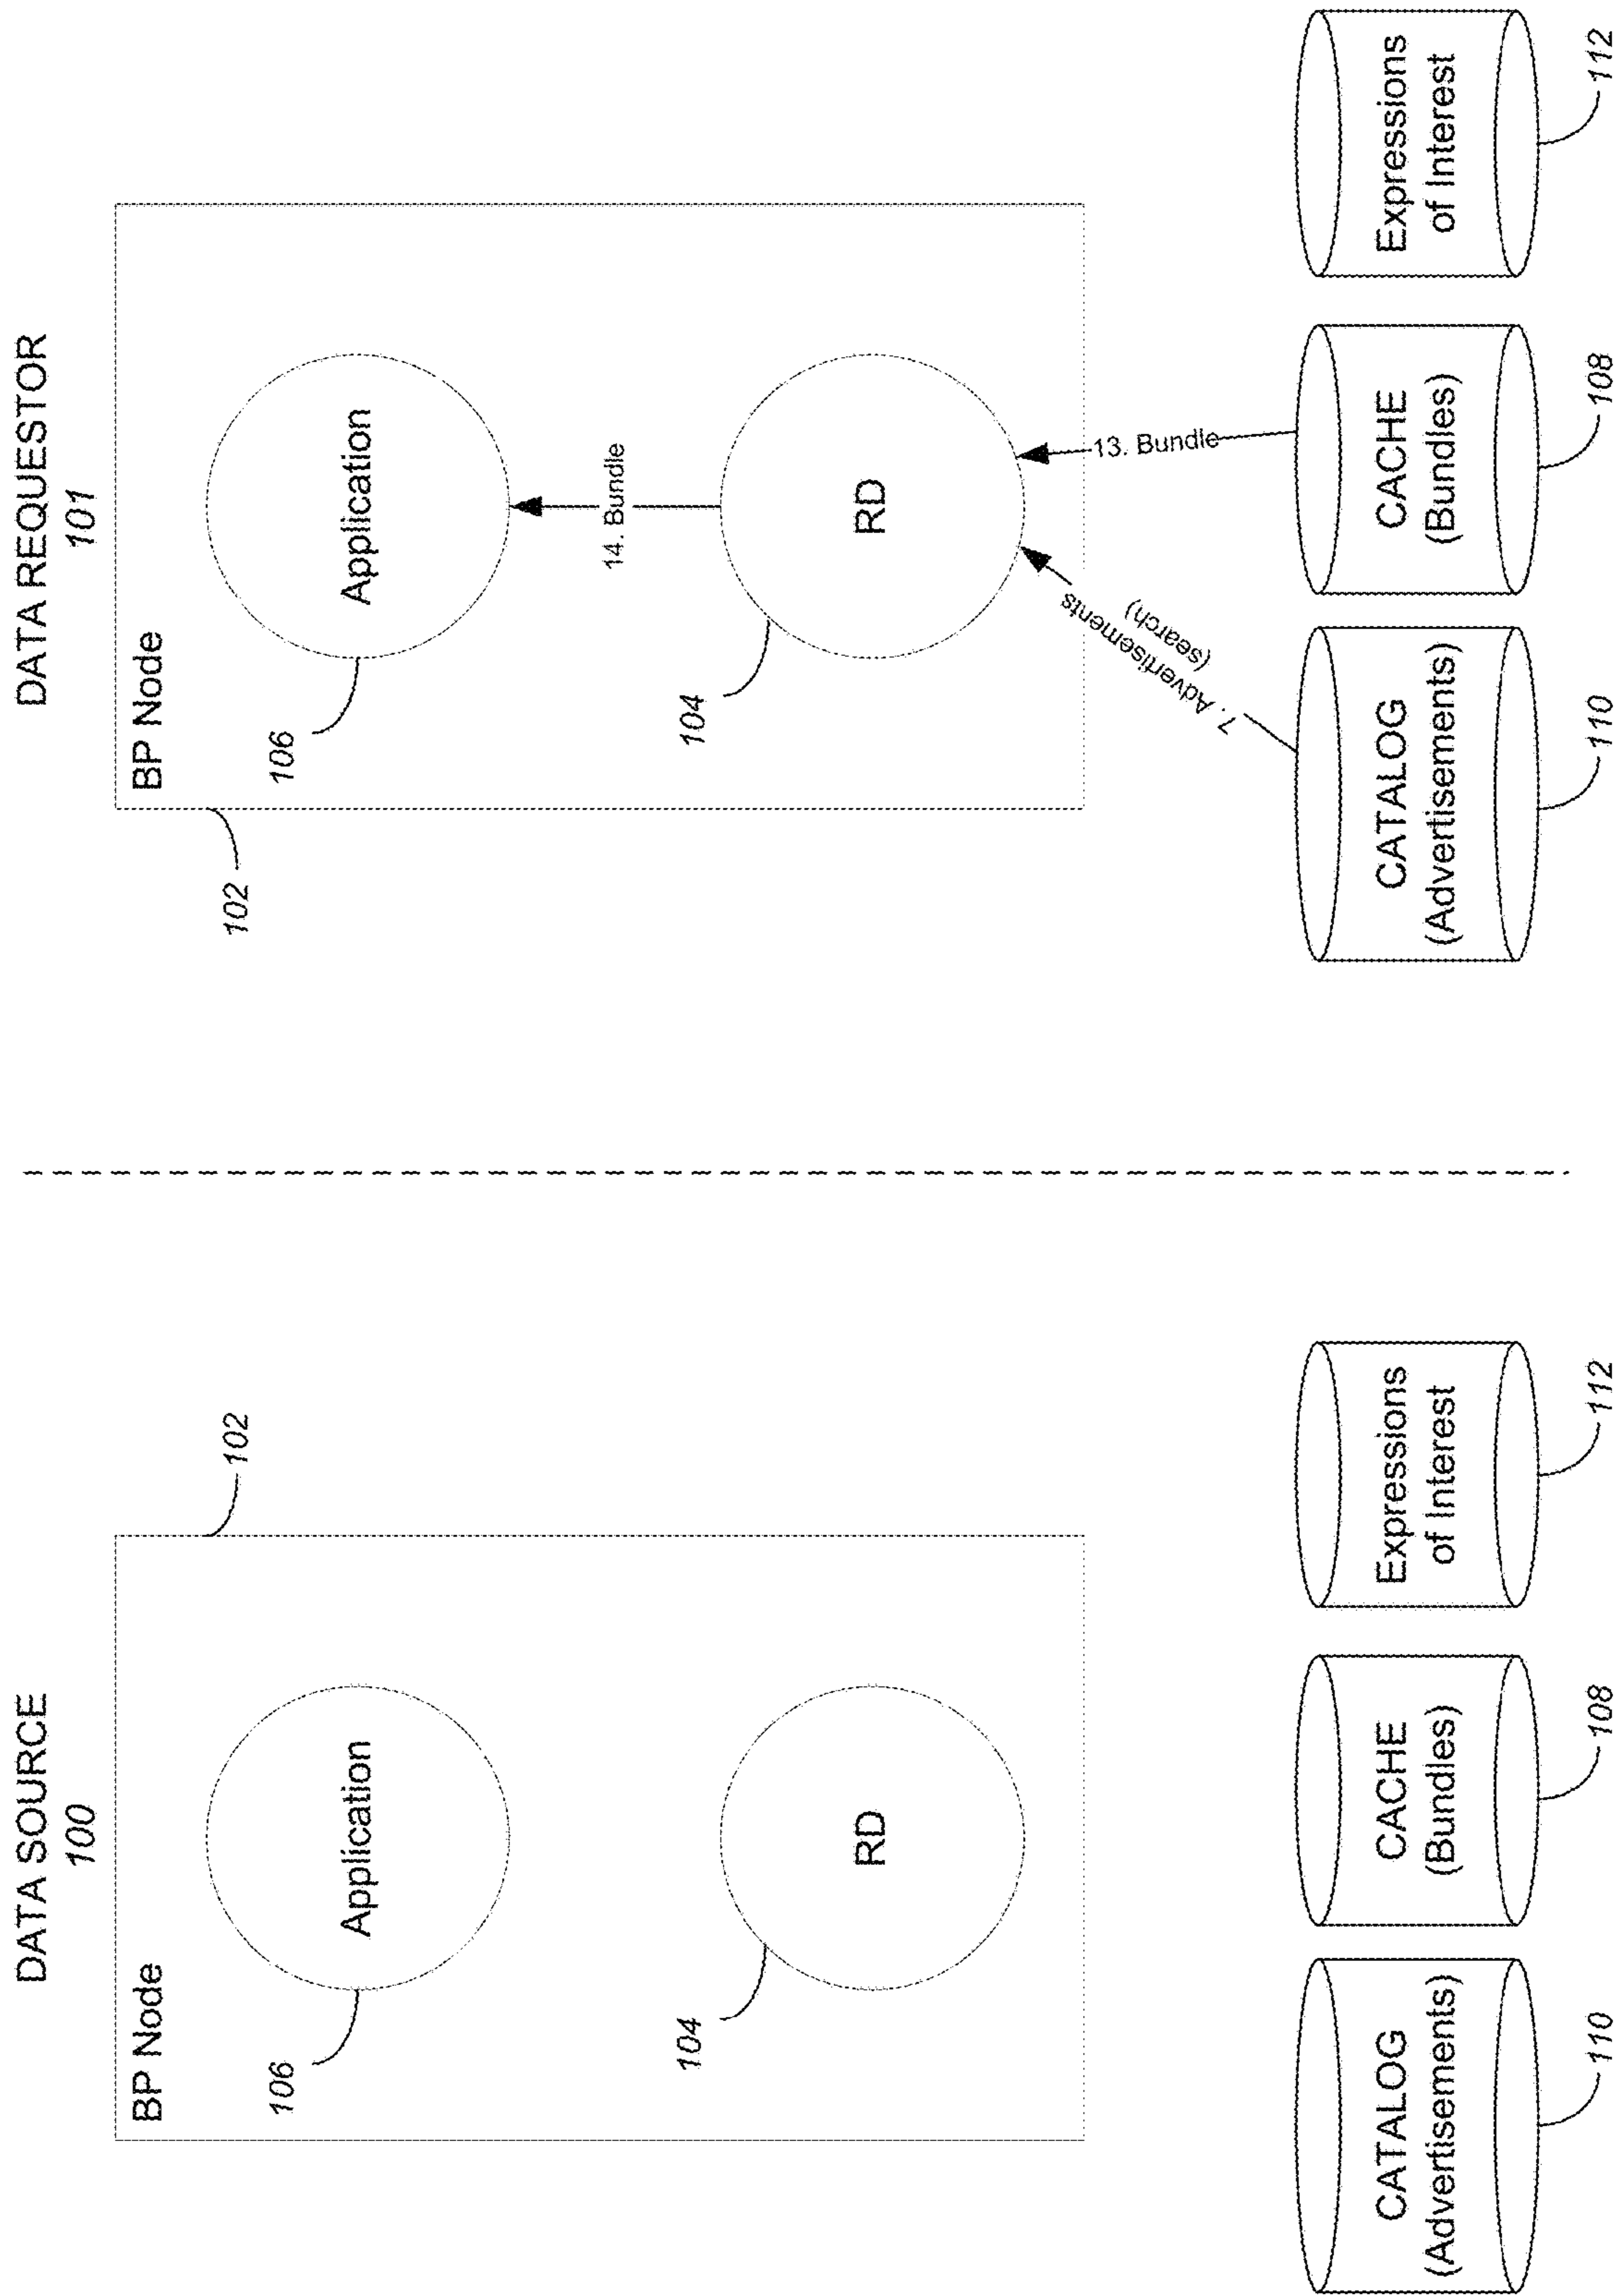 DATA SOURCE
100
BP Node
102
Application
106
RD
104
CATALOG
(Advertisements)
110
CACHE
(Bundles)
108
Expressions
of Interest
112
DATA REQUESTOR
101
BP Node
102
Application
106
14. Bundle
RD
104
7. Advertisements
(search)
13. Bundle
CATALOG
(Advertisements)
110
CACHE
(Bundles)
108
Expressions
of Interest
112